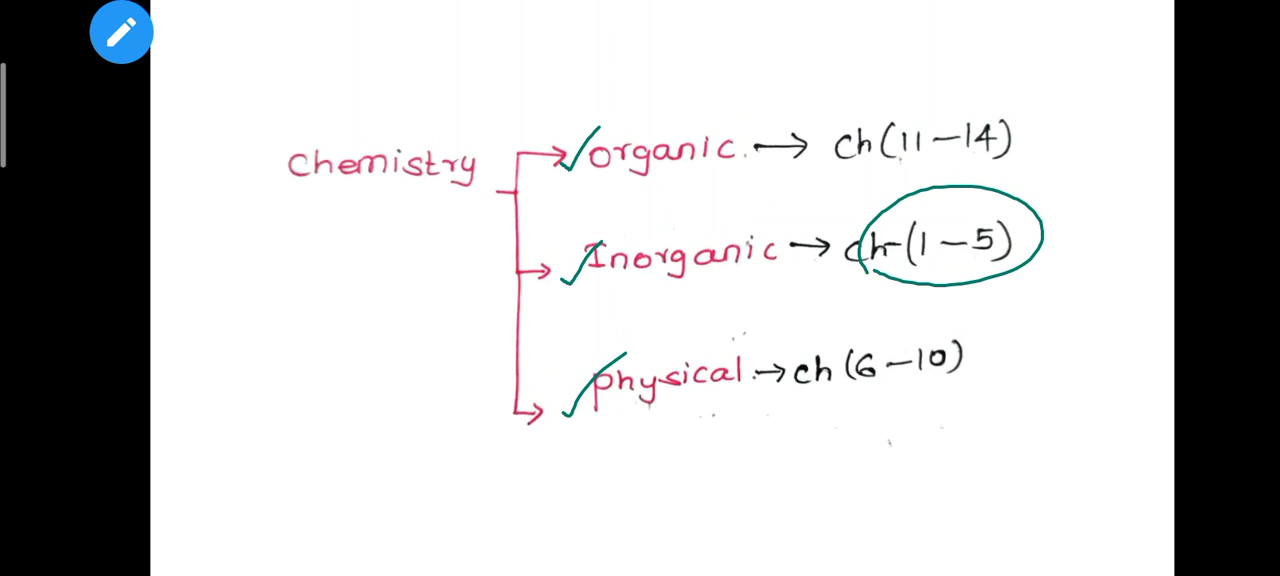 Chemistry
organic. → ch (11-14)
Inorganic → ch-(1-5)
physical → ch (6-10)